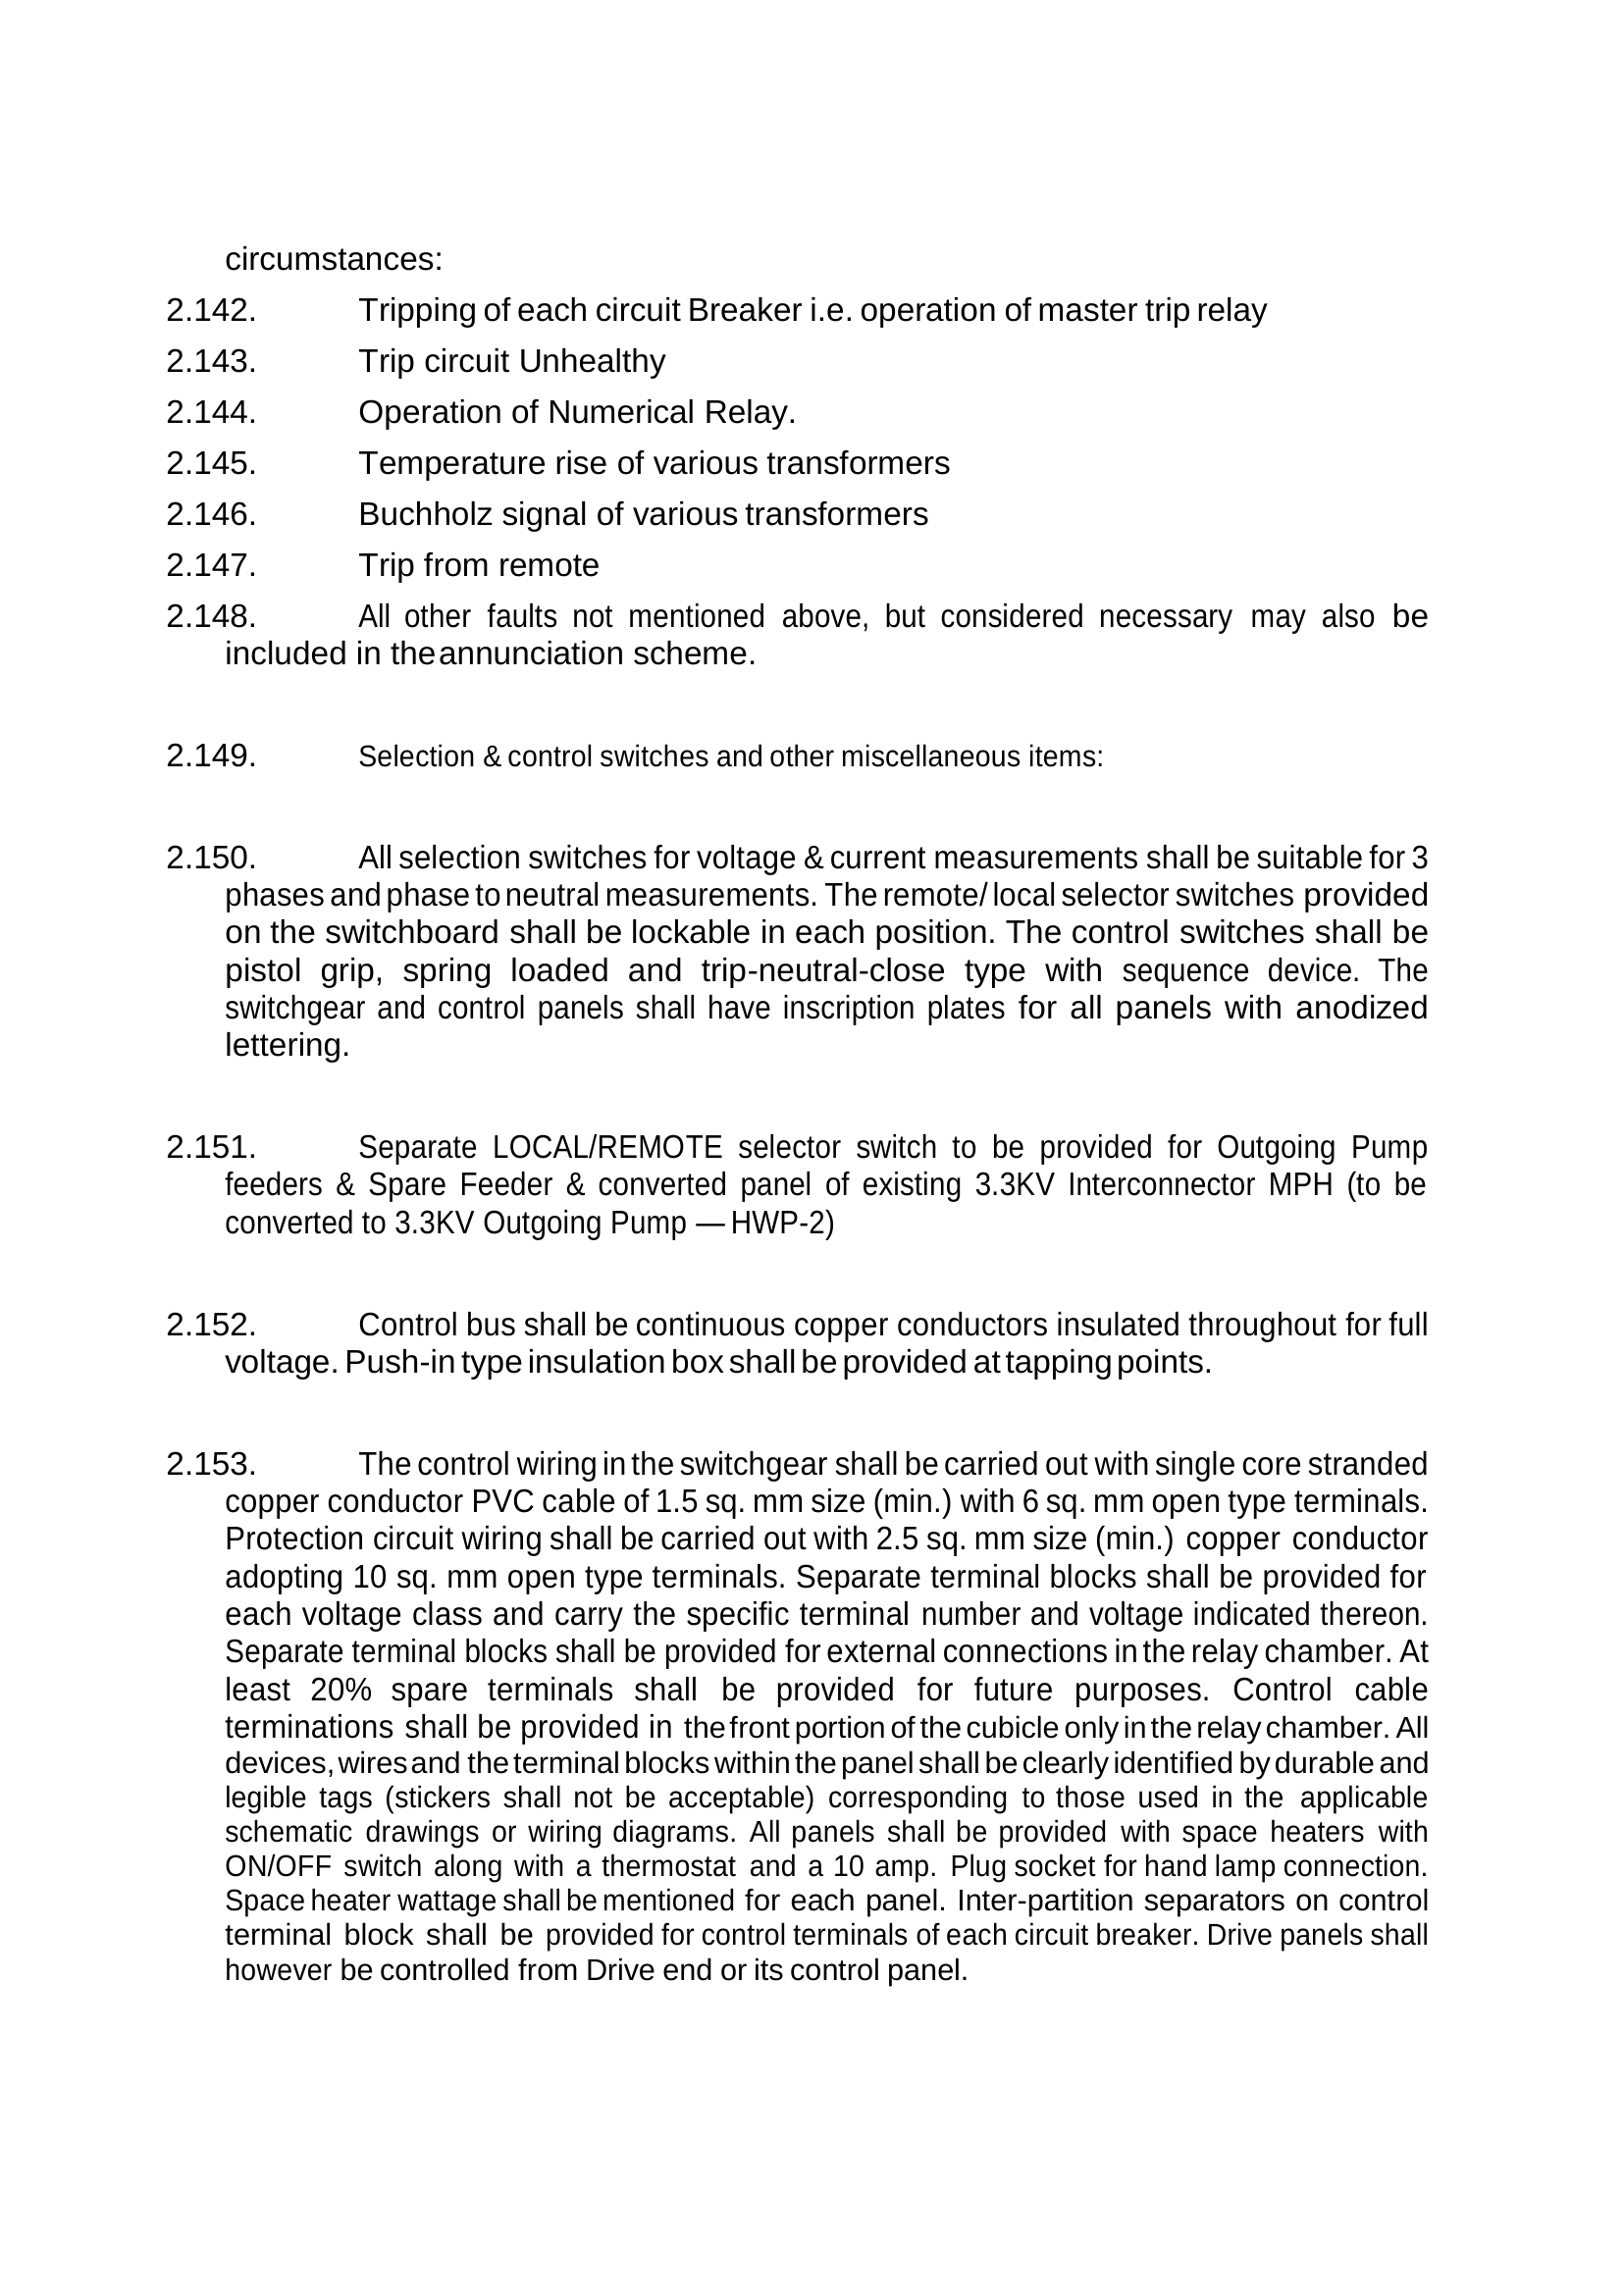 circumstances:
2.142. Tripping of each circuit Breaker i.e. operation of master trip relay
2.143. Trip circuit Unhealthy
2.144. Operation of Numerical Relay.
2.145. Temperature rise of various transformers
2.146. Buchholz signal of various transformers
2.147. Trip from remote
2.148. All other faults not mentioned above, but considered necessary may also be
included in the annunciation scheme.
2.149. Selection & control switches and other miscellaneous items:
2.150. All selection switches for voltage & current measurements shall be suitable for 3
phases and phase to neutral measurements. The remote/ local selector switches provided
on the switchboard shall be lockable in each position. The control switches shall be
pistol grip, spring loaded and trip-neutral-close type with sequence device. The
switchgear and control panels shall have inscription plates for all panels with anodized
lettering.
2.151. Separate LOCAL/REMOTE selector switch to be provided for Outgoing Pump
feeders & Spare Feeder & converted panel of existing 3.3KV Interconnector MPH (to be
converted to 3.3KV Outgoing Pump — HWP-2)
2.152. Control bus shall be continuous copper conductors insulated throughout for full
voltage. Push-in type insulation box shall be provided at tapping points.
2.153. The control wiring in the switchgear shall be carried out with single core stranded
copper conductor PVC cable of 1.5 sq. mm size (min.) with 6 sq. mm open type terminals.
Protection circuit wiring shall be carried out with 2.5 sq. mm size (min.) copper conductor
adopting 10 sq. mm open type terminals. Separate terminal blocks shall be provided for
each voltage class and carry the specific terminal number and voltage indicated thereon.
Separate terminal blocks shall be provided for external connections in the relay chamber. At
least 20% spare terminals shall be provided for future purposes. Control cable
terminations shall be provided in the front portion of the cubicle only in the relay chamber. All
devices, wires and the terminal blocks within the panel shall be clearly identified by durable and
legible tags (stickers shall not be acceptable) corresponding to those used in the applicable
schematic drawings or wiring diagrams. All panels shall be provided with space heaters with
ON/OFF switch along with a thermostat and a 10 amp. Plug socket for hand lamp connection.
Space heater wattage shall be mentioned for each panel. Inter-partition separators on control
terminal block shall be provided for control terminals of each circuit breaker. Drive panels shall
however be controlled from Drive end or its control panel.